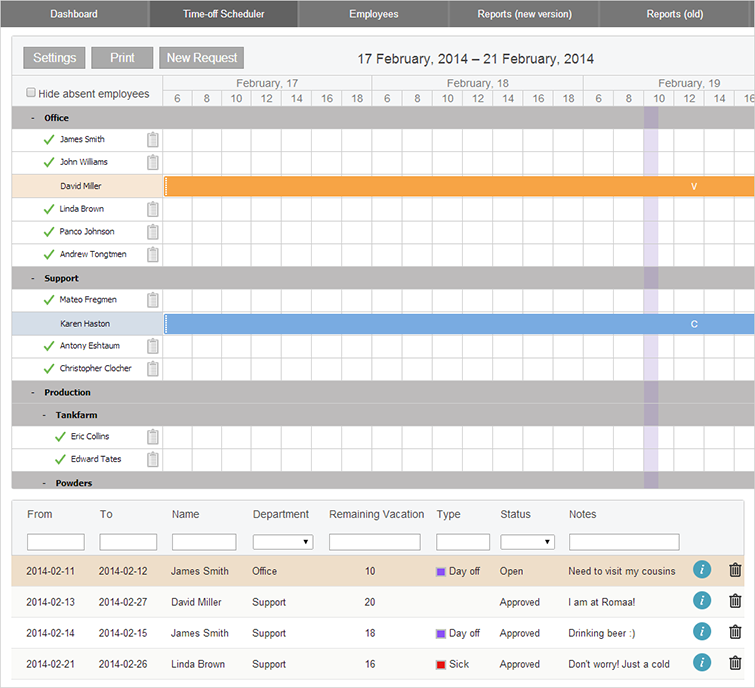 Dashboard Time-off Scheduler Employees Reports (new version) Reports (old)
Settings Print New Request 17 February, 2014 – 21 February, 2014
February, 17 February, 18 February, 19
Hide absent employees 6 8 10 12 14 16 18 6 8 10 12 14 16 18 6 8 10 12 14 16
- Office
James Smith
John Williams
David Miller V
Linda Brown
Panco Johnson
Andrew Tongtmen
- Support
Mateo Fregmen
Karen Haston C
Antony Eshtaum
Christopher Clocher
- Production
- Tankfarm
Eric Collins
Edward Tates
- Powders
From To Name Department Remaining Vacation Type Status Notes
2014-02-11 2014-02-12 James Smith Office 10 Day off Open Need to visit my cousins i
2014-02-13 2014-02-27 David Miller Support 20 Approved I am at Romaa! i
2014-02-14 2014-02-15 James Smith Support 18 Day off Approved Drinking beer :) i
2014-02-21 2014-02-26 Linda Brown Support 16 Sick Approved Don't worry! Just a cold i